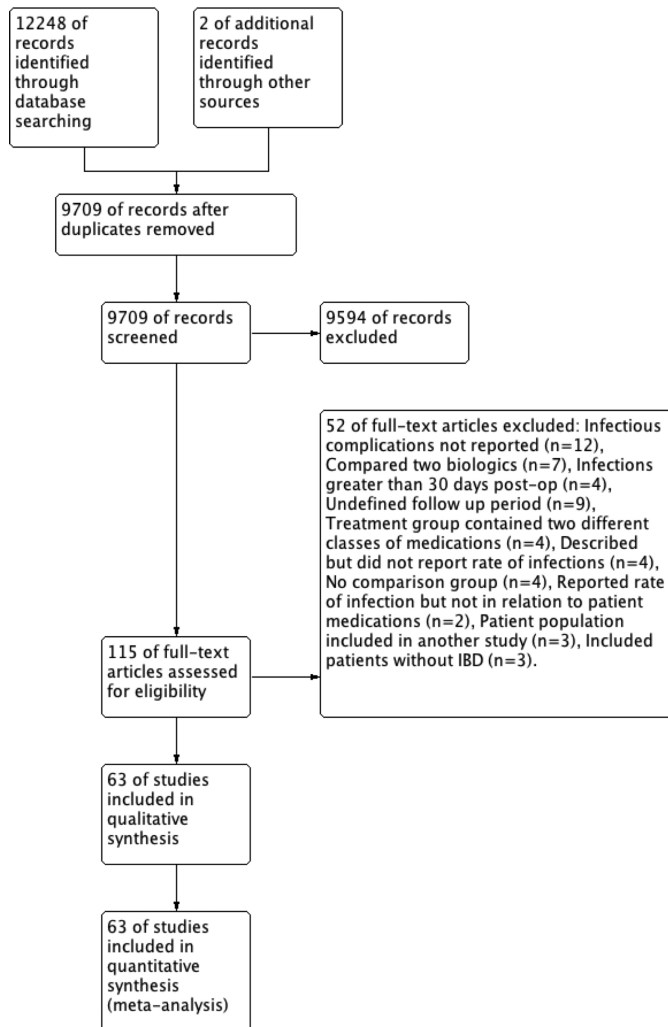 12248 of
records
identified
through
database
searching
2 of additional
records
identified
through other
sources
9709 of records after
duplicates removed
9709 of records
screened
9594 of records
excluded
52 of full-text articles excluded: Infectious
complications not reported (n=12),
Compared two biologics (n=7), Infections
greater than 30 days post-op (n=4),
Undefined follow up period (n=9),
Treatment group contained two different
classes of medications (n=4), Described
but did not report rate of infections (n=4),
No comparison group (n=4), Reported rate
of infection but not in relation to patient
medications (n=2), Patient population
included in another study (n=3), Included
patients without IBD (n=3).
115 of full-text
articles assessed
for eligibility
63 of studies
included in
qualitative
synthesis
63 of studies
included in
quantitative
synthesis
(meta-analysis)